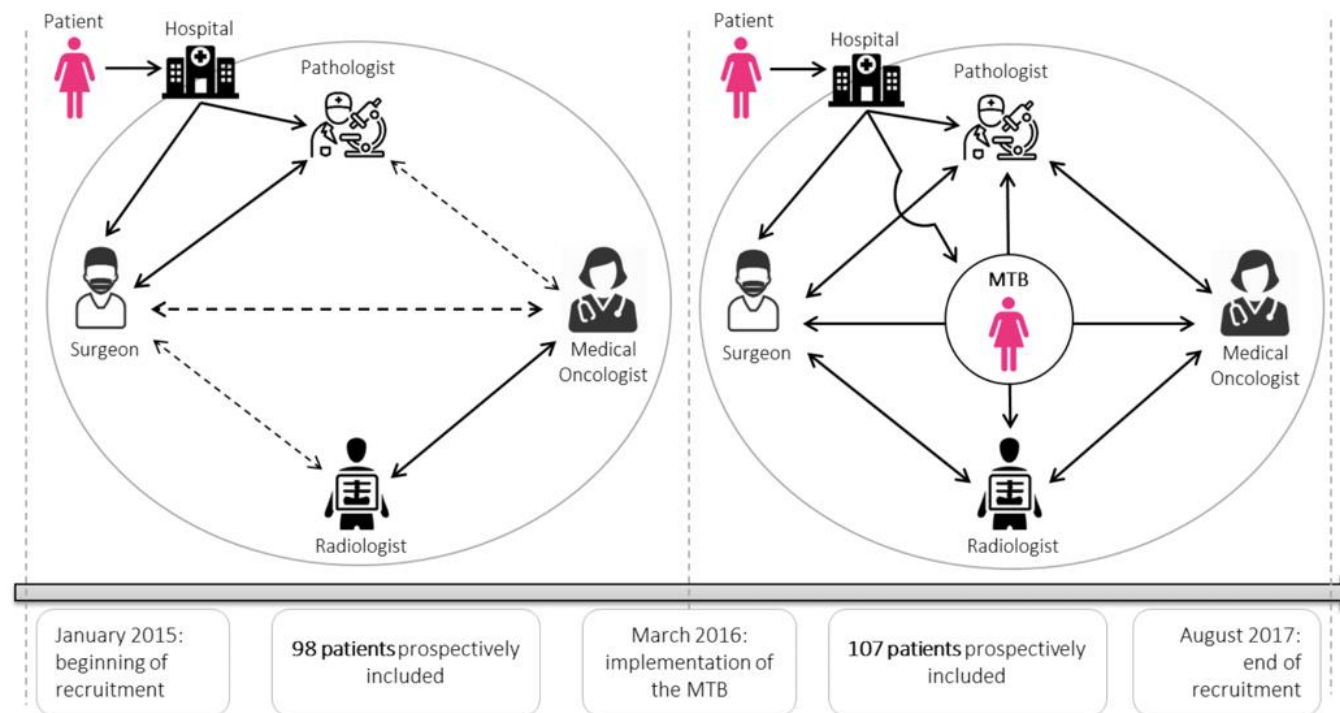 Patient
Hospital
Pathologist
Surgeon
Medical
Oncologist
Radiologist
Patient
Hospital
Pathologist
MTB
Surgeon
Medical
Oncologist
Radiologist
January 2015:
beginning of
recruitment
98 patients prospectively
included
March 2016:
implementation of
the MTB
107 patients prospectively
included
August 2017:
end of
recruitment